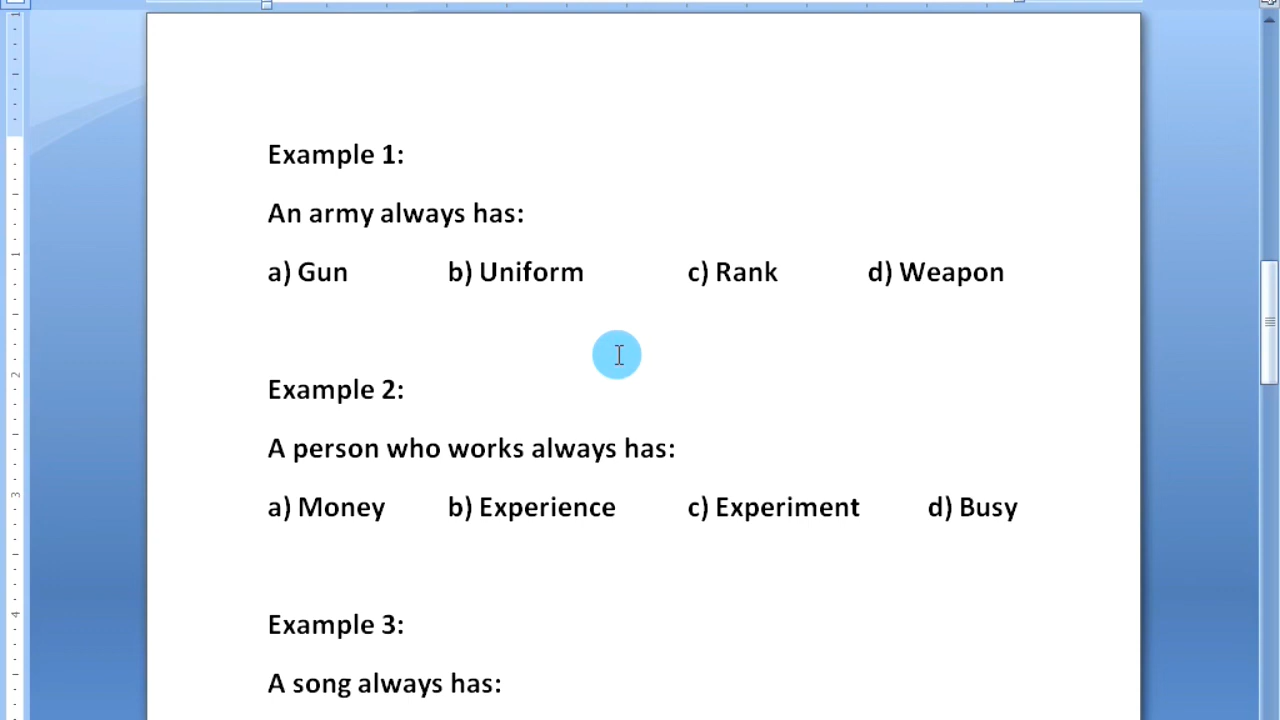 Example 1:
An army always has:
a) Gun b) Uniform c) Rank d) Weapon
Example 2:
A person who works always has:
a) Money b) Experience c) Experiment d) Busy
Example 3:
A song always has: